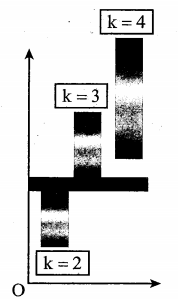 k = 4
k = 3
k = 2
O